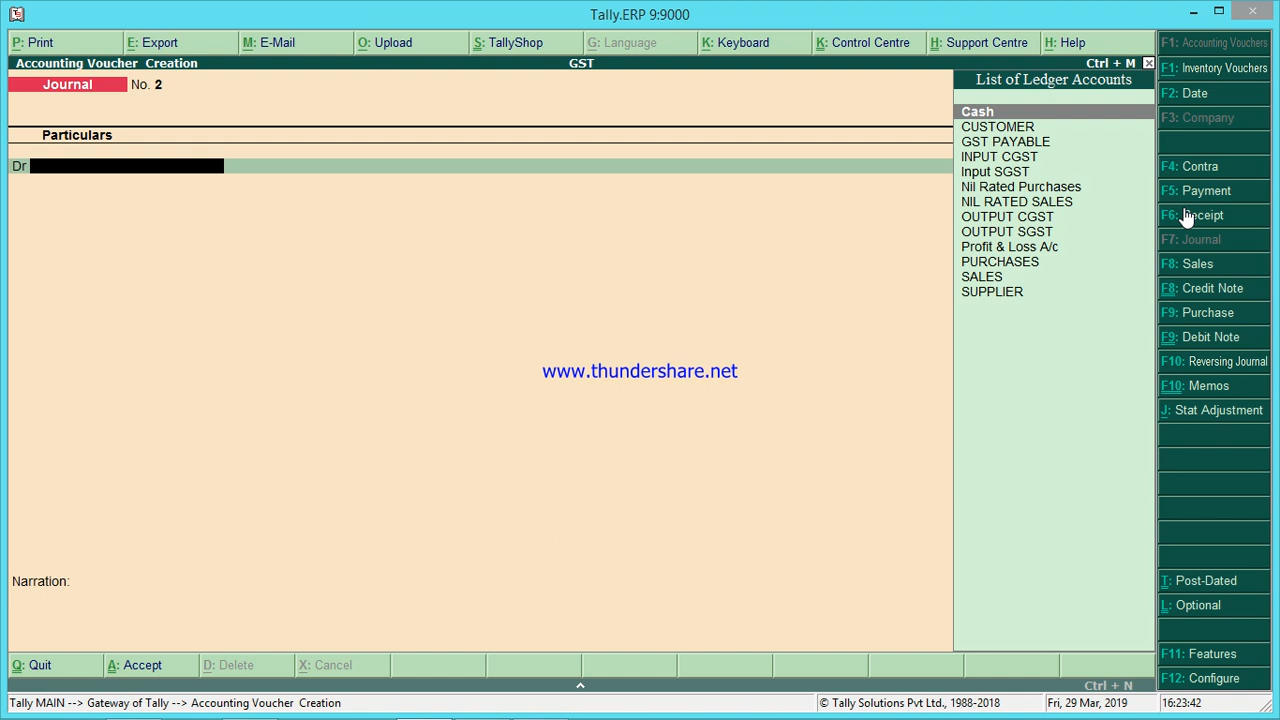 Tally.ERP 9:9000
P: Print
E: Export
M: E-Mail
O: Upload
S: TallyShop
G: Language
K: Keyboard
K: Control Centre
H: Support Centre
H: Help
Accounting Voucher Creation
GST
Ctrl + M
Journal
No. 2
Particulars
Dr
Narration:
www.thundershare.net
List of Ledger Accounts
Cash
CUSTOMER
GST PAYABLE
INPUT CGST
Input SGST
Nil Rated Purchases
NIL RATED SALES
OUTPUT CGST
OUTPUT SGST
Profit & Loss A/c
PURCHASES
SALES
SUPPLIER
F1: Accounting Vouchers
F1: Inventory Vouchers
F2: Date
F3: Company
F4: Contra
F5: Payment
F6: Receipt
F7: Journal
F8: Sales
F8: Credit Note
F9: Purchase
F9: Debit Note
F10: Reversing Journal
F10: Memos
J: Stat Adjustment
T: Post-Dated
L: Optional
F11: Features
F12: Configure
Q: Quit
A: Accept
D: Delete
X: Cancel
Ctrl + N
Tally MAIN --> Gateway of Tally --> Accounting Voucher Creation
© Tally Solutions Pvt Ltd., 1988-2018
Fri, 29 Mar, 2019
16:23:42